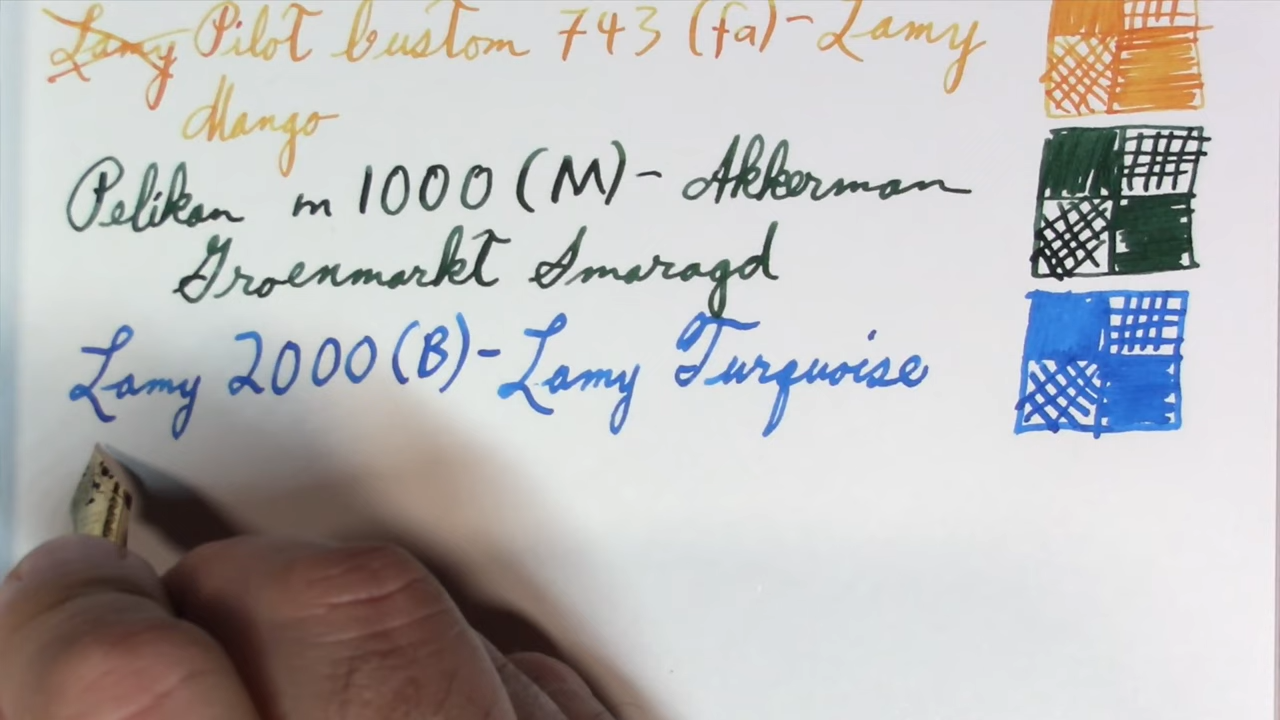 Lamy Pilot Custom 743 (fa) - Lamy
Mango
Pelikan m1000 (M) - Akkerman
Groenmarkt Smaragd
Lamy 2000 (B) - Lamy Turquoise